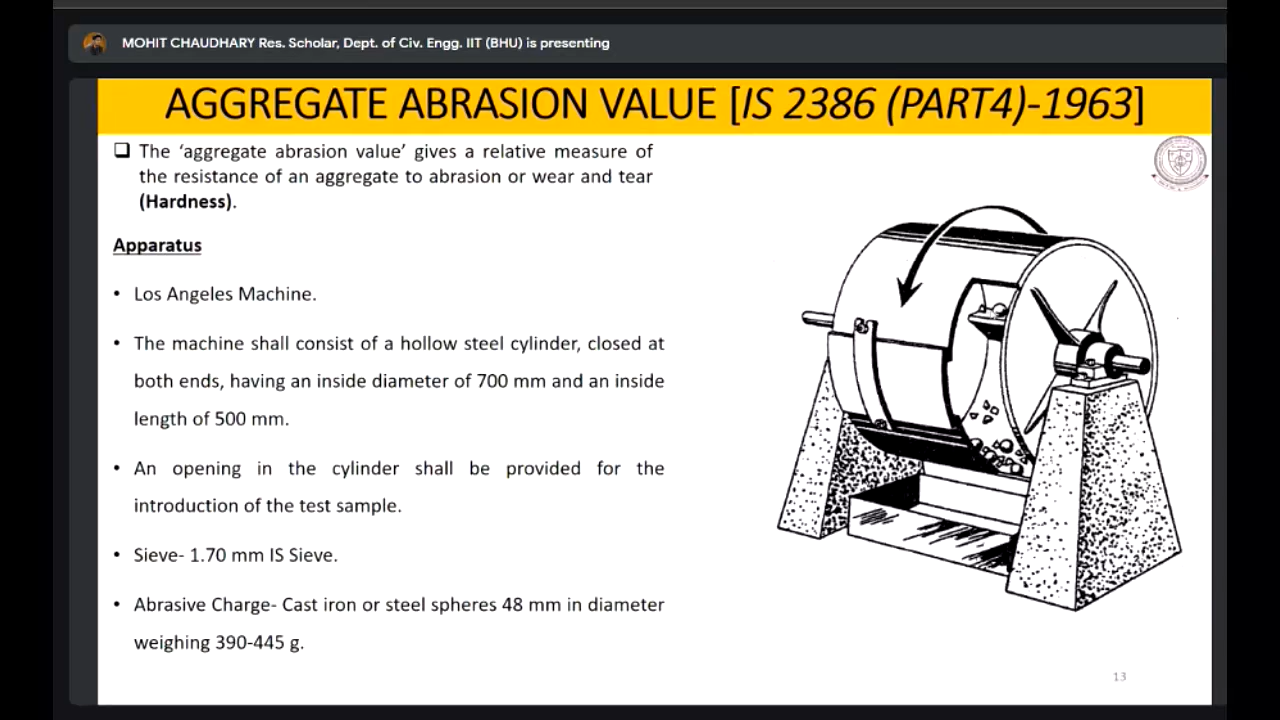 MOHIT CHAUDHARY Res. Scholar, Dept. of Civ. Engg. IIT (BHU) is presenting
AGGREGATE ABRASION VALUE [IS 2386 (PART4)-1963]
The ‘aggregate abrasion value’ gives a relative measure of
the resistance of an aggregate to abrasion or wear and tear
(Hardness).
Apparatus
• Los Angeles Machine.
• The machine shall consist of a hollow steel cylinder, closed at
both ends, having an inside diameter of 700 mm and an inside
length of 500 mm.
• An opening in the cylinder shall be provided for the
introduction of the test sample.
• Sieve- 1.70 mm IS Sieve.
• Abrasive Charge- Cast iron or steel spheres 48 mm in diameter
weighing 390-445 g.
13